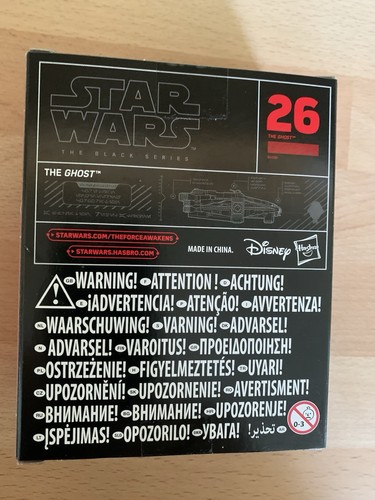 STAR
WARS
THE BLACK SERIES
26
THE GHOST™
THE GHOST™
STARWARS.COM/THEFORCEAWAKENS
STARWARS.HASBRO.COM
MADE IN CHINA.
Disney
Hasbro
WARNING! ATTENTION! ACHTUNG!
¡ADVERTENCIA! ATENÇÃO! AVVERTENZA!
WAARSCHUWING! VARNING! ADVARSEL!
ADVARSEL! VAROITUS! ΠΡΟΕΙΔΟΠΟΙΗΣΗ!
OSTRZEŻENIE! FIGYELMEZTETÉS! UYARI!
UPOZORNĚNÍ! UPOZORNENIE! AVERTISMENT!
ВНИМАНИЕ! ВНИМАНИЕ! UPOZORENJE!
ĮSPĖJIMAS! OPOZORILO! УВАГА! تحذير!
0-3